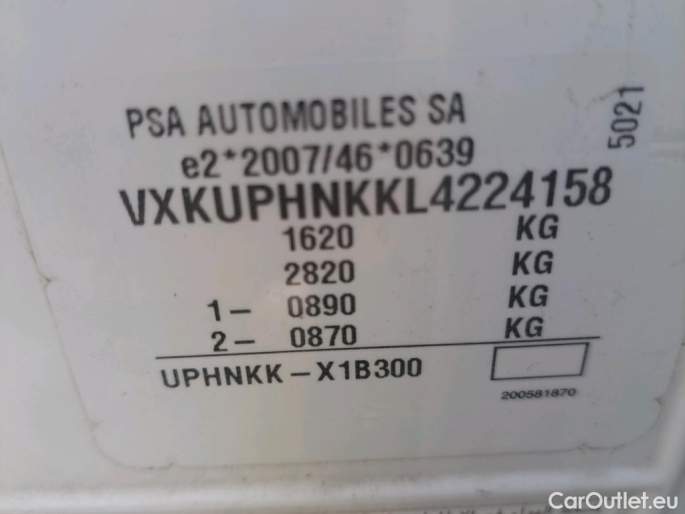 PSA AUTOMOBILES SA
5021
e2*2007/46*0639
VXKUPHNKKL4224158
1620 KG
2820 KG
1– 0890 KG
2– 0870 KG
UPHNKK–X1B300
200581870
CarOutlet.eu